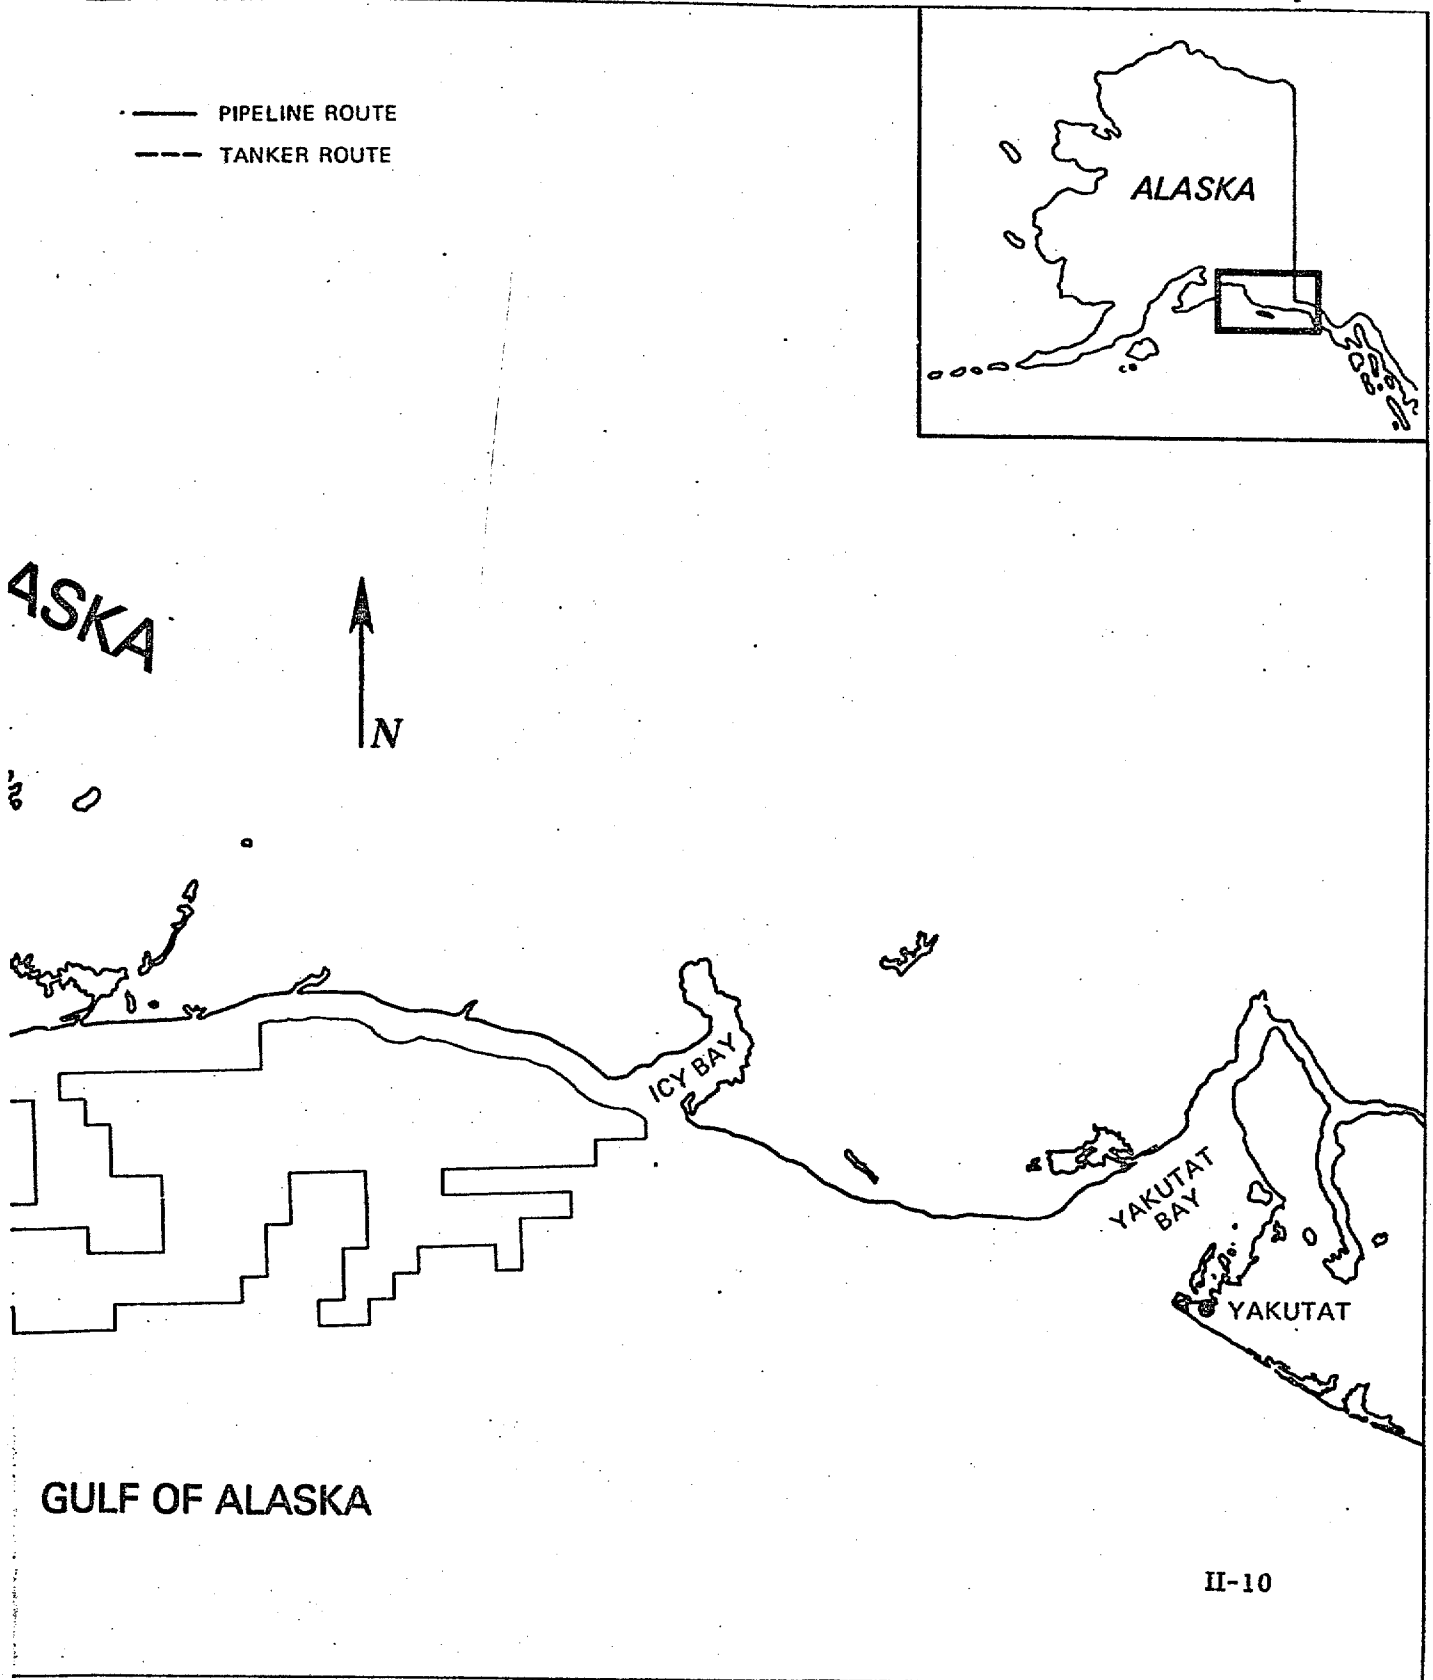 PIPELINE ROUTE
TANKER ROUTE
ALASKA
ASKA
N
ICY BAY
YAKUTAT
BAY
YAKUTAT
GULF OF ALASKA
II-10